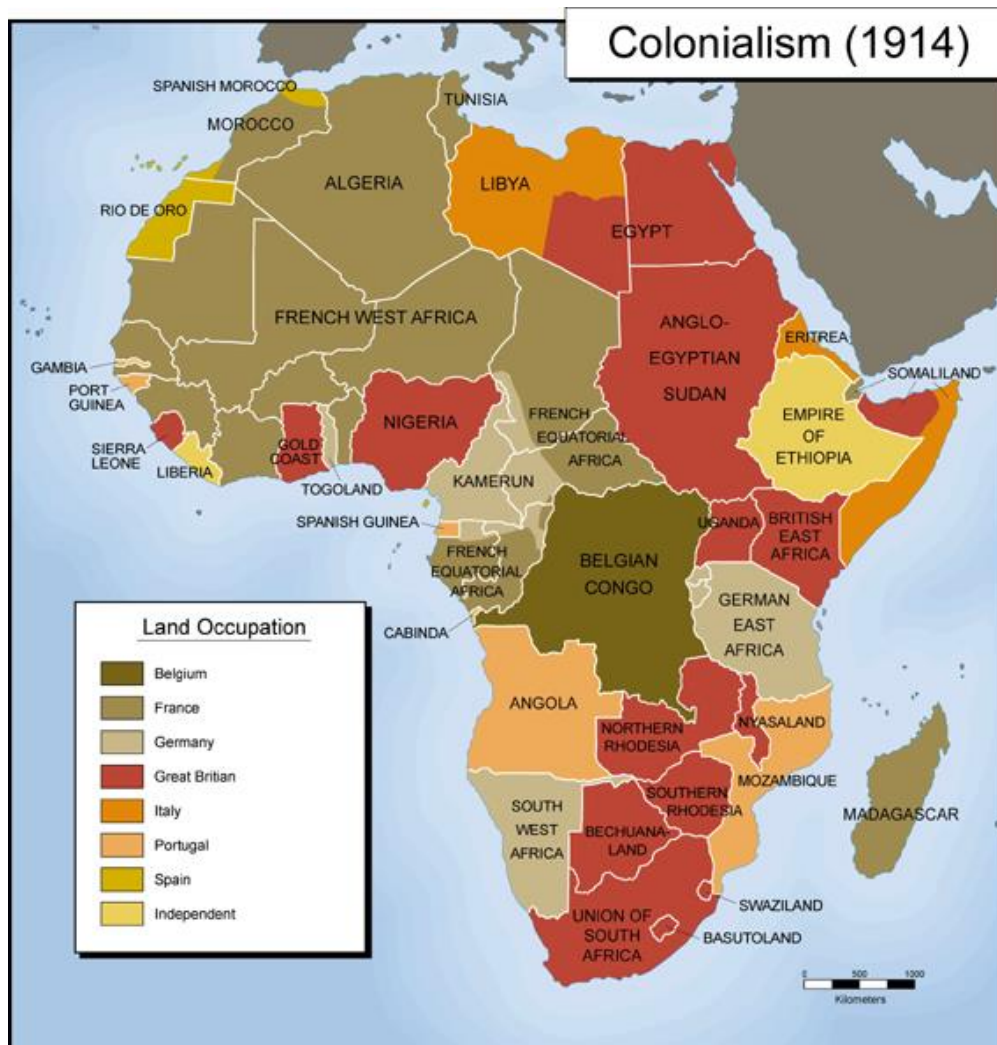 Colonialism (1914)
SPANISH MOROCCO
TUNISIA
MOROCCO
ALGERIA
LIBYA
RIO DE ORO
EGYPT
FRENCH WEST AFRICA
ANGLO-
EGYPTIAN
SUDAN
ERITREA
GAMBIA
SOMALILAND
PORT
GUINEA
NIGERIA
FRENCH
EQUATORIAL
AFRICA
EMPIRE
OF
ETHIOPIA
SIERRA
LEONE
GOLD
COAST
LIBERIA
TOGOLAND
KAMERUN
SPANISH GUINEA
UGANDA
BRITISH
EAST
AFRICA
FRENCH
EQUATORIAL
AFRICA
BELGIAN
CONGO
GERMAN
EAST
AFRICA
CABINDA
ANGOLA
NYASALAND
NORTHERN
RHODESIA
MOZAMBIQUE
SOUTHERN
RHODESIA
MADAGASCAR
SOUTH
WEST
AFRICA
BECHUANA-
LAND
SWAZILAND
UNION OF
SOUTH
AFRICA
BASUTOLAND
Land Occupation
Belgium
France
Germany
Great Britian
Italy
Portugal
Spain
Independent
0 500 1000
Kilometers